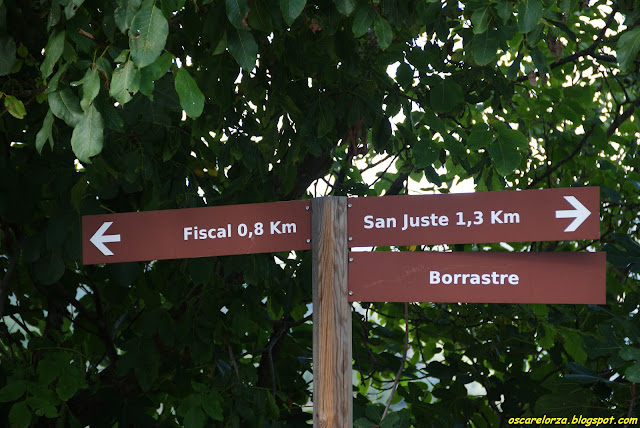 Fiscal 0,8 Km
San Juste 1,3 Km
Borrastre
oscarelorza.blogspot.com